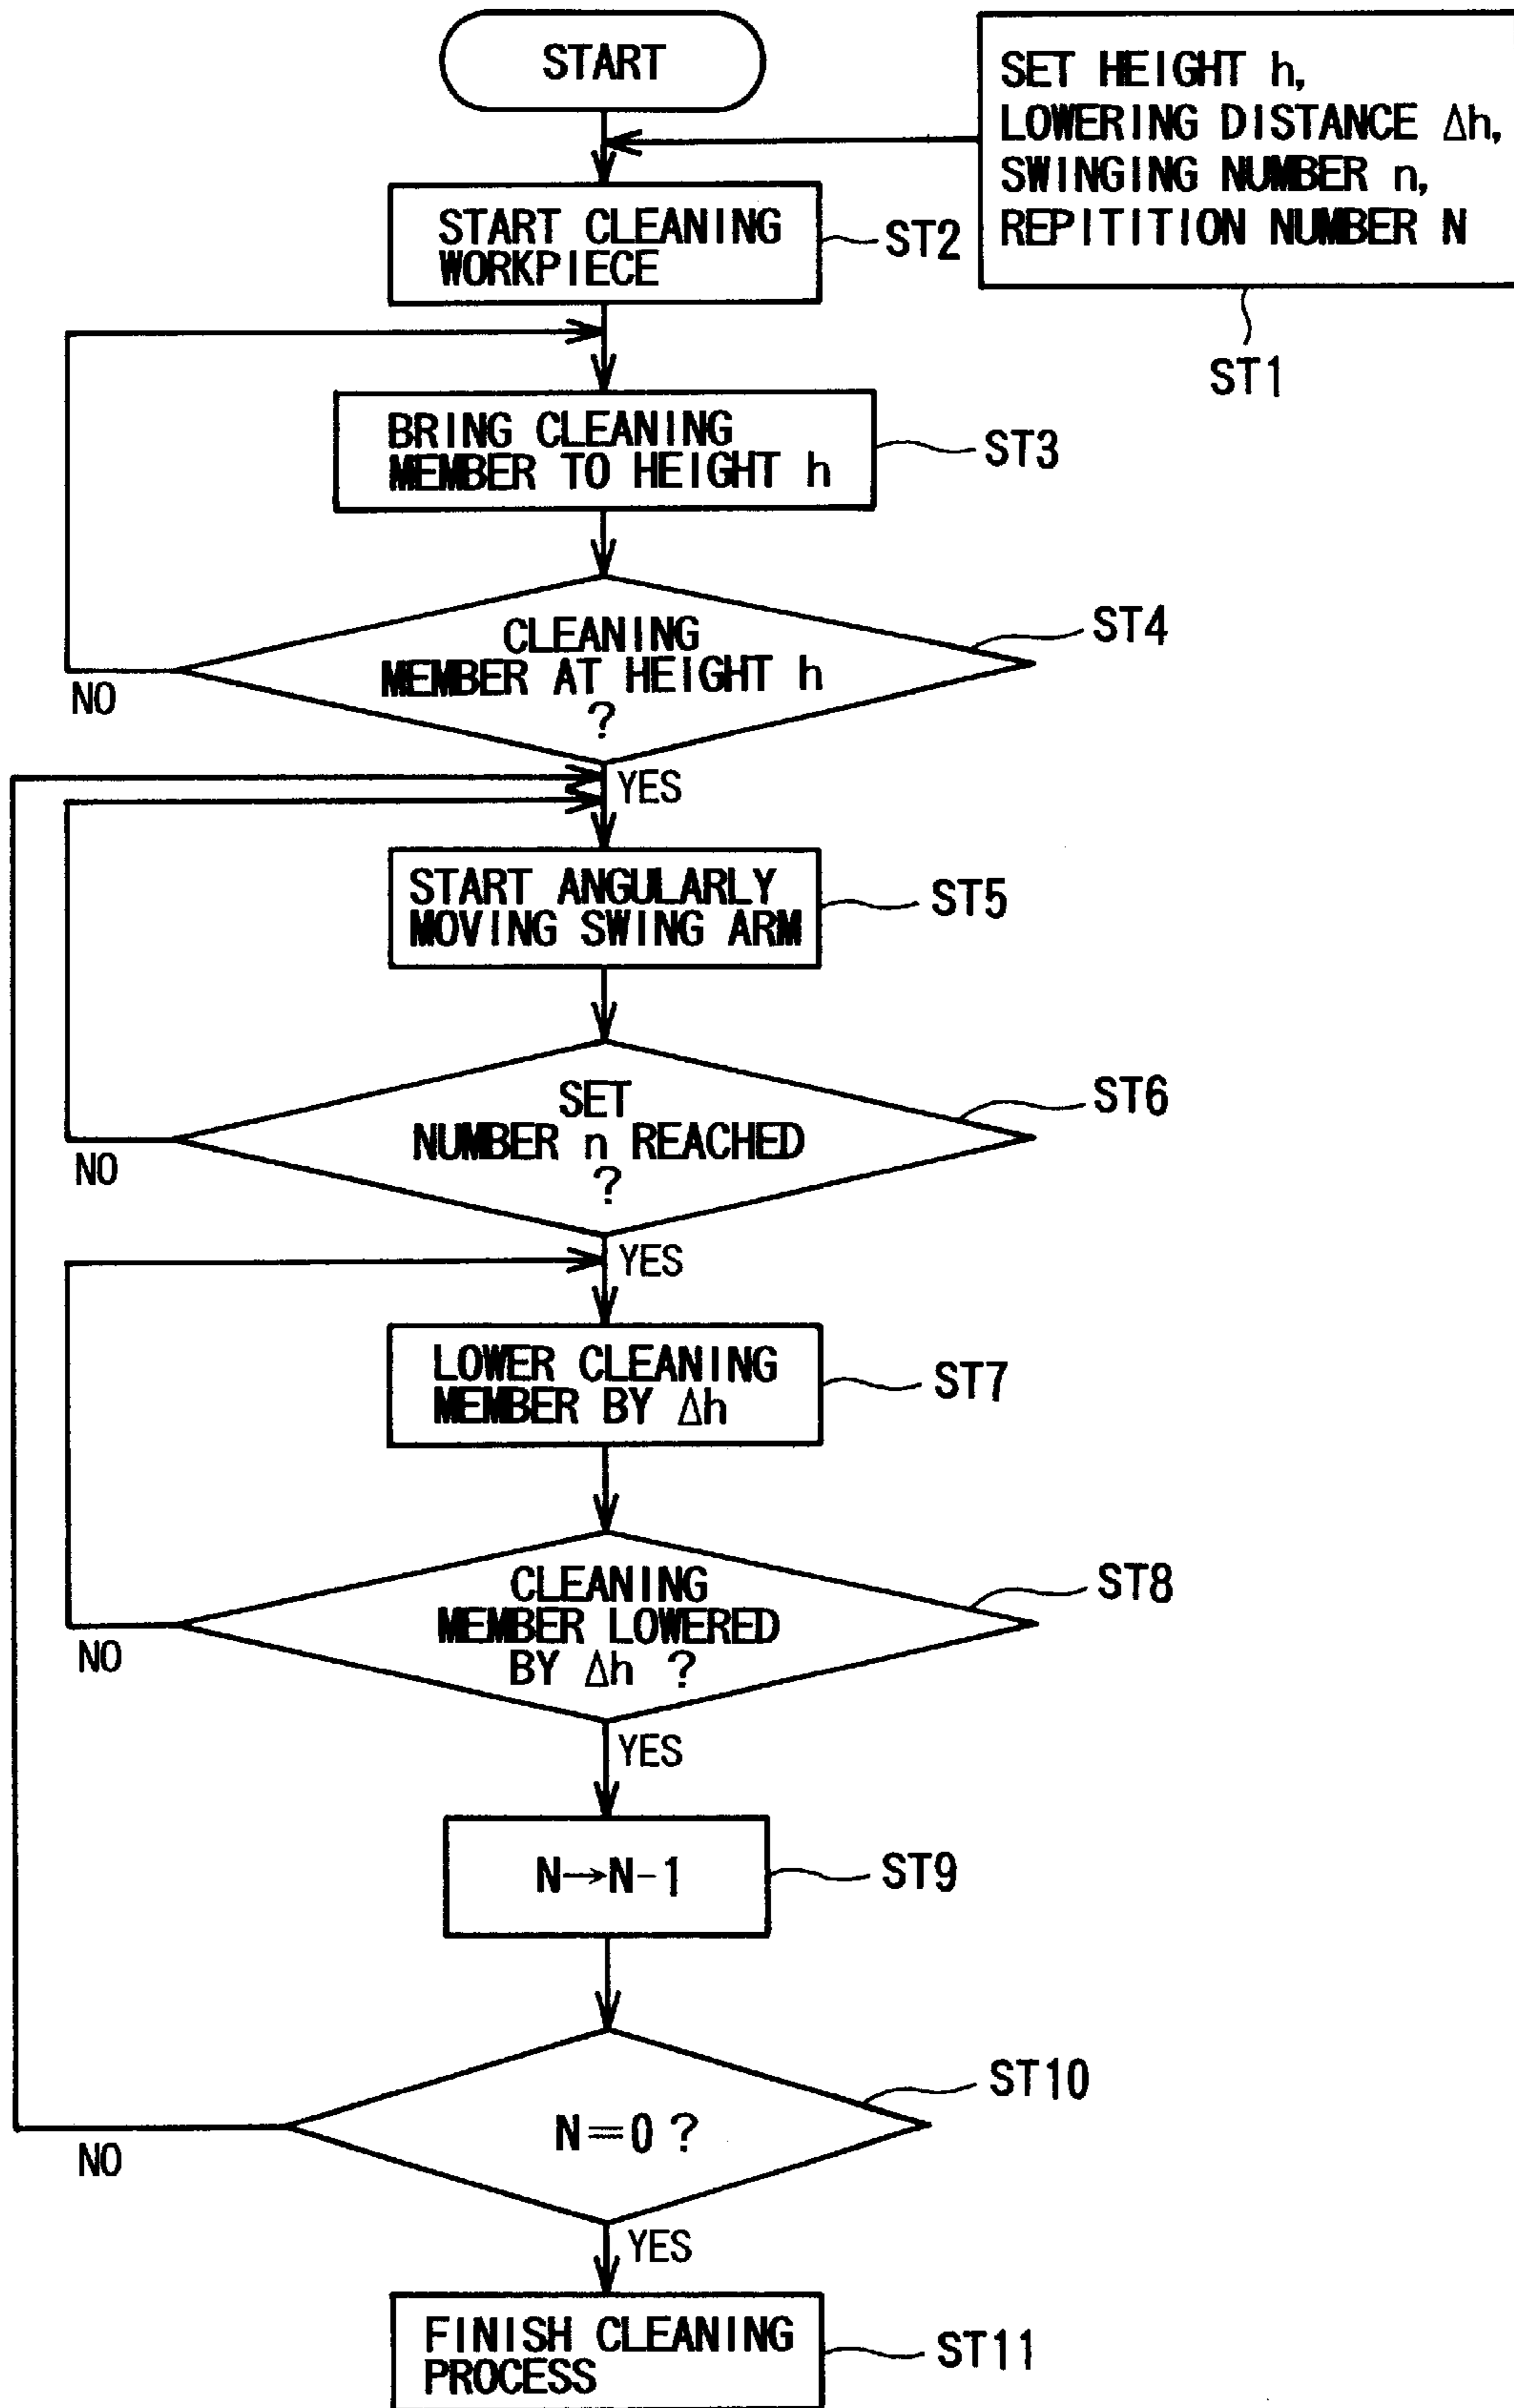 START
SET HEIGHT h,
LOWERING DISTANCE Δh,
SWINGING NUMBER n,
REPITITION NUMBER N
ST1
START CLEANING
WORKPIECE
ST2
BRING CLEANING
MEMBER TO HEIGHT h
ST3
CLEANING
MEMBER AT HEIGHT h
?
ST4
NO
YES
START ANGULARLY
MOVING SWING ARM
ST5
SET
NUMBER n REACHED
?
ST6
NO
YES
LOWER CLEANING
MEMBER BY Δh
ST7
CLEANING
MEMBER LOWERED
BY Δh ?
ST8
NO
YES
N→N-1
ST9
N=0 ?
ST10
NO
YES
FINISH CLEANING
PROCESS
ST11